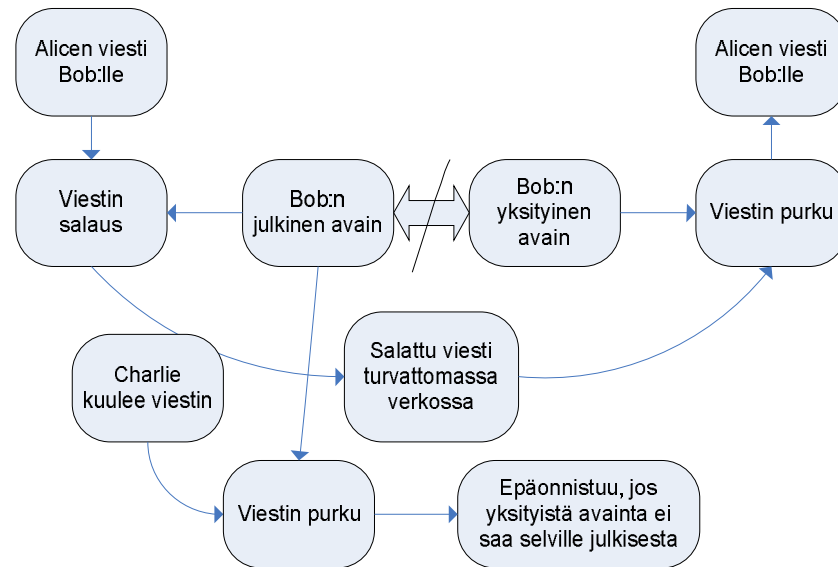 Alicen viesti
Bob:lle
Alicen viesti
Bob:lle
Viestin
salaus
Bob:n
julkinen avain
Bob:n
yksityinen
avain
Viestin purku
Charlie
kuulee viestin
Salattu viesti
turvattomassa
verkossa
Viestin purku
Epäonnistuu, jos
yksityistä avainta ei
saa selville julkisesta